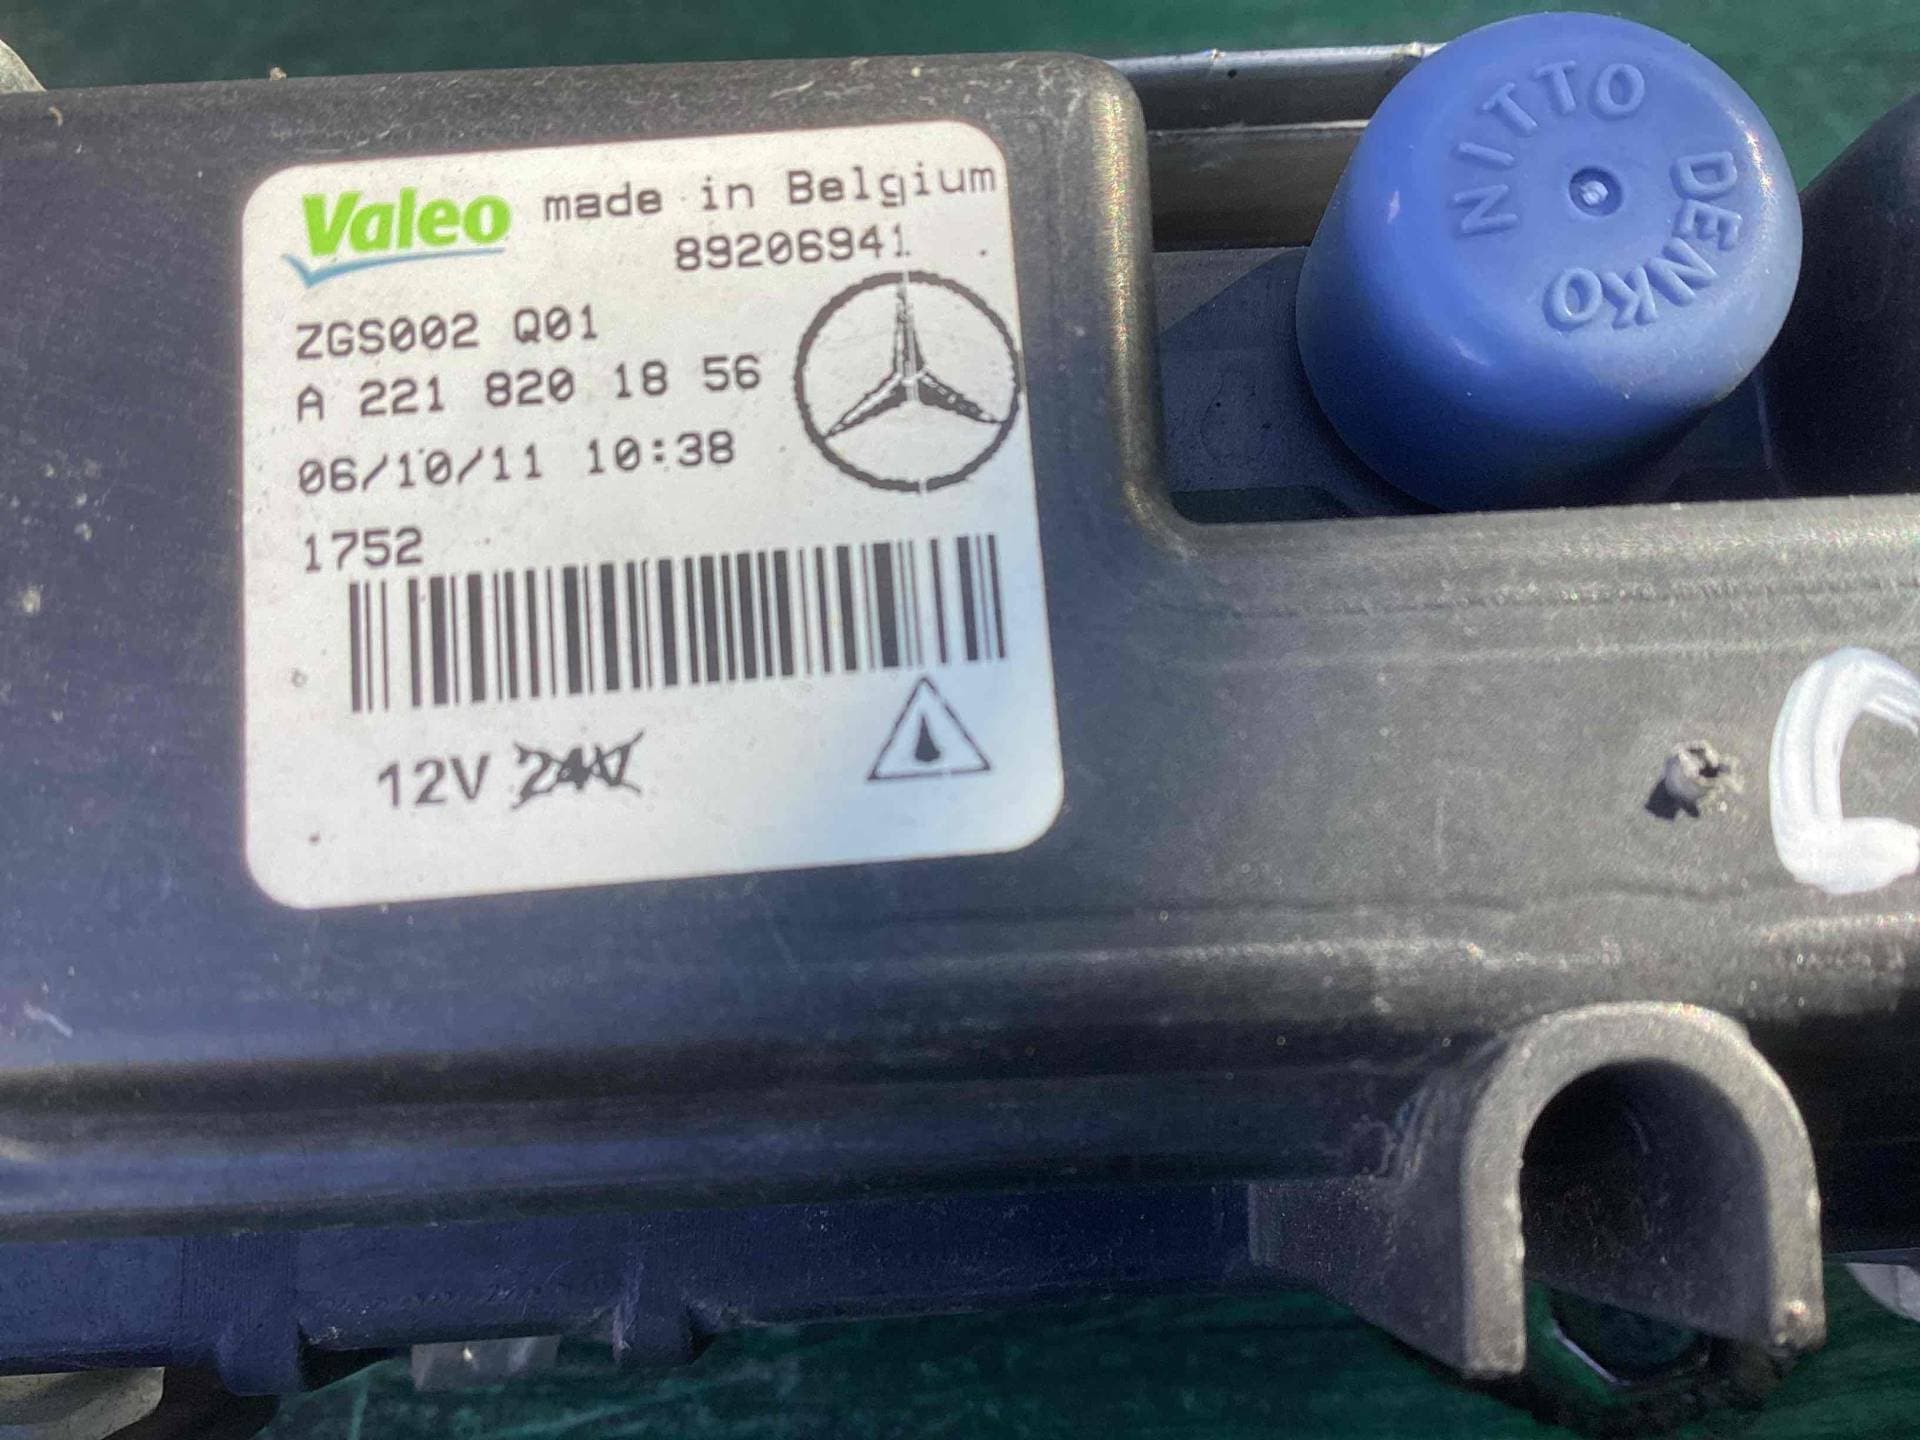 Valeo made in Belgium
89206941
ZGS002 Q01
A 221 820 18 56
06/10/11 10:38
1752
12V 24V
NITTO DENKO